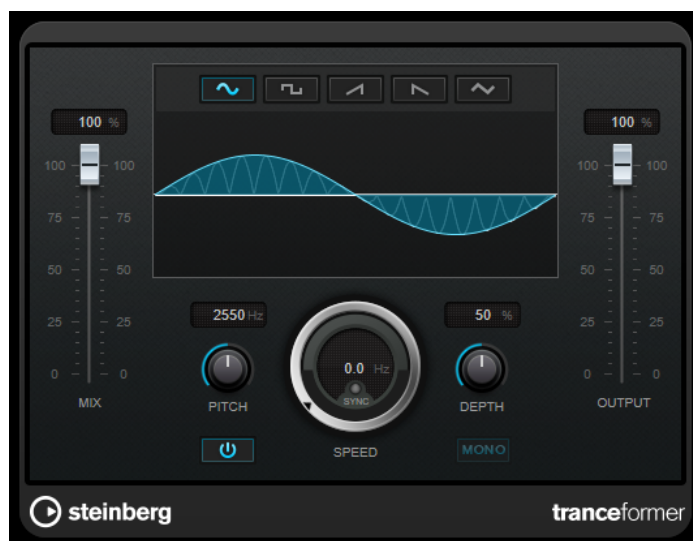 100 %
100 %
100 100
75 75
50 50
25 25
0 0
MIX
100 100
75 75
50 50
25 25
0 0
OUTPUT
2550 Hz
PITCH
0.0 Hz
SYNC
SPEED
50 %
DEPTH
MONO
steinberg
tranceformer